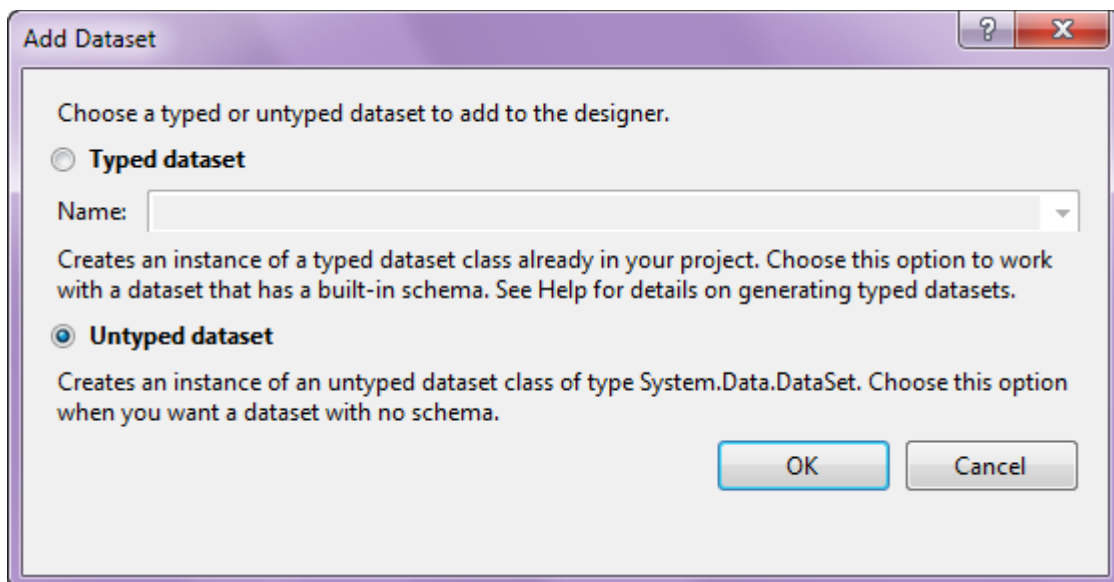 Add Dataset
Choose a typed or untyped dataset to add to the designer.
Typed dataset
Name:
Creates an instance of a typed dataset class already in your project. Choose this option to work
with a dataset that has a built-in schema. See Help for details on generating typed datasets.
Untyped dataset
Creates an instance of an untyped dataset class of type System.Data.DataSet. Choose this option
when you want a dataset with no schema.
OK Cancel